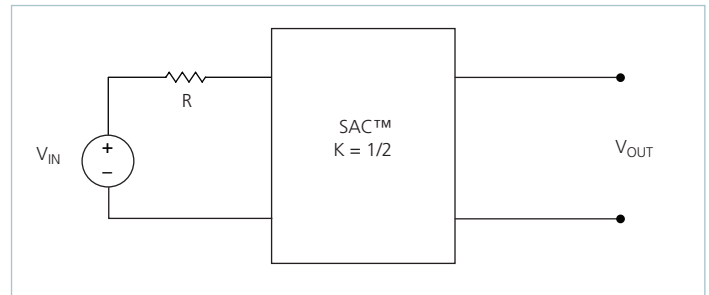 R
SAC™
K = 1/2
V_IN
+
–
V_OUT